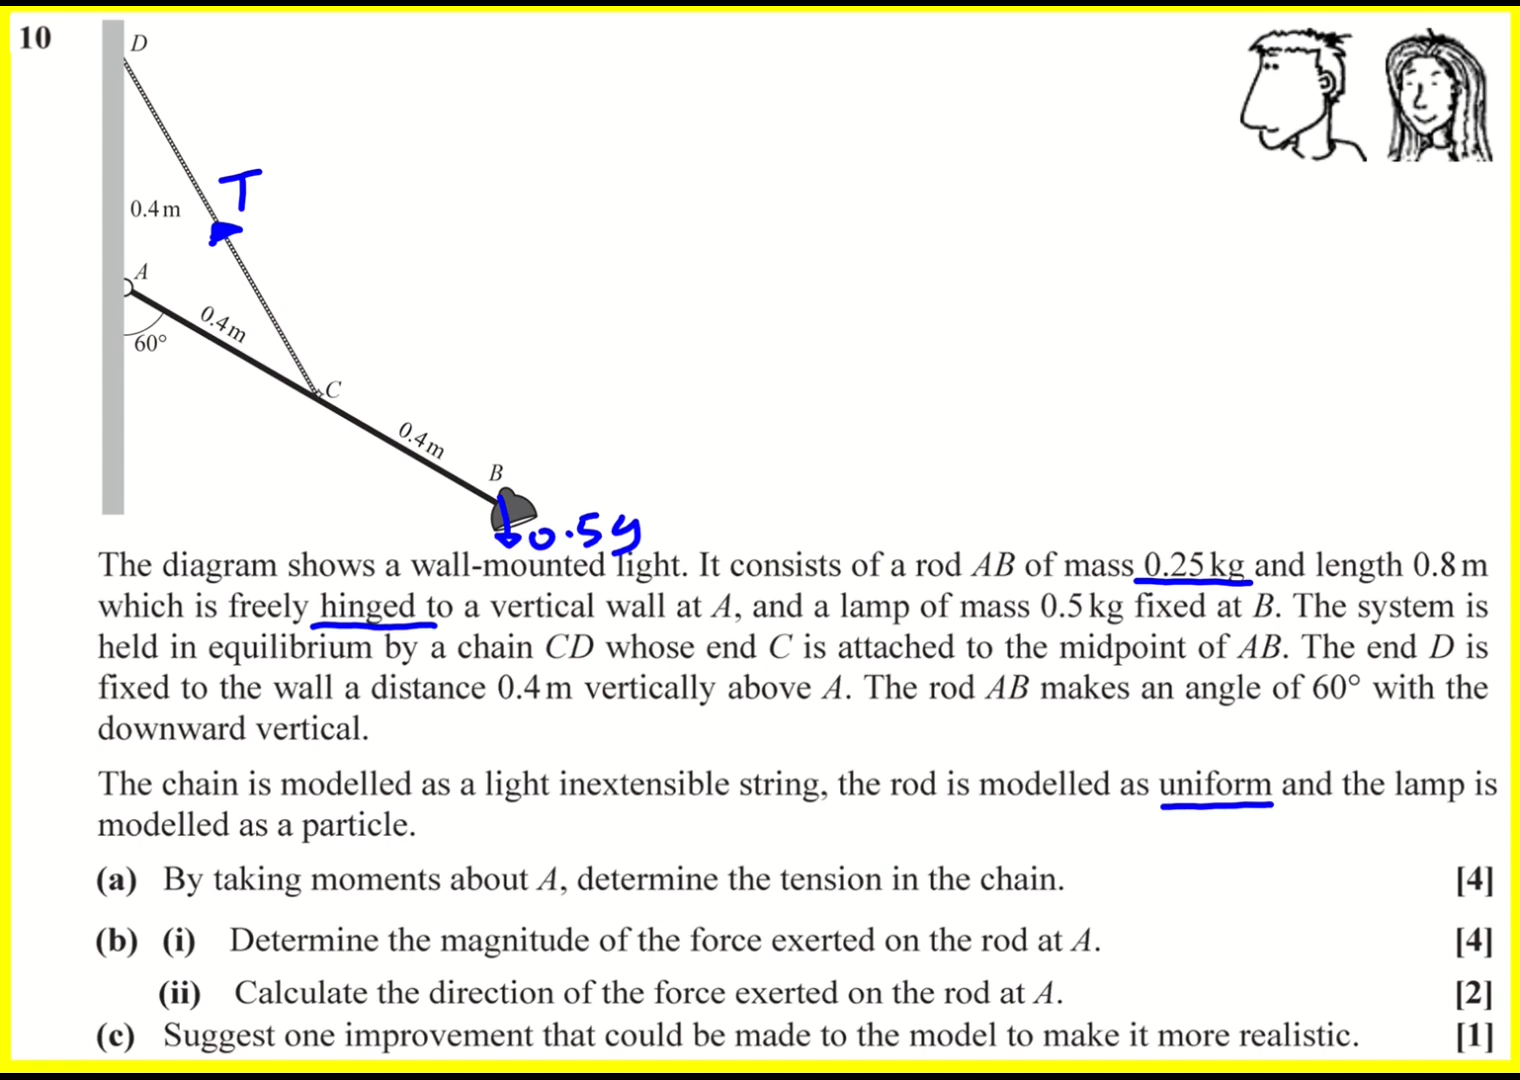 10
D
T
0.4 m
A
0.4 m
60°
C
0.4 m
B
0.5g
The diagram shows a wall-mounted light. It consists of a rod AB of mass 0.25 kg and length 0.8 m
which is freely hinged to a vertical wall at A, and a lamp of mass 0.5 kg fixed at B. The system is
held in equilibrium by a chain CD whose end C is attached to the midpoint of AB. The end D is
fixed to the wall a distance 0.4 m vertically above A. The rod AB makes an angle of 60° with the
downward vertical.
The chain is modelled as a light inextensible string, the rod is modelled as uniform and the lamp is
modelled as a particle.
(a) By taking moments about A, determine the tension in the chain. [4]
(b) (i) Determine the magnitude of the force exerted on the rod at A. [4]
(ii) Calculate the direction of the force exerted on the rod at A. [2]
(c) Suggest one improvement that could be made to the model to make it more realistic. [1]